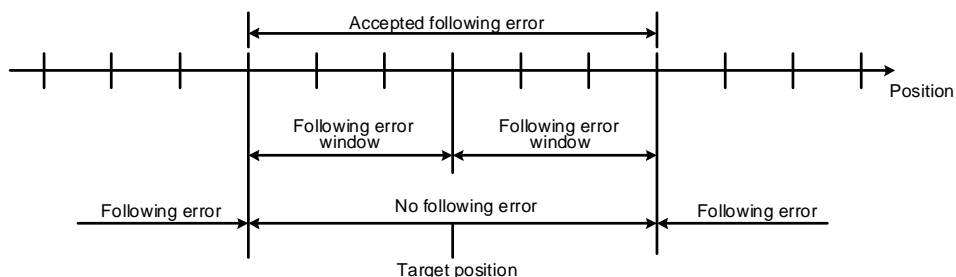 Accepted following error
Position
Following error
window
Following error
window
Following error
No following error
Following error
Target position